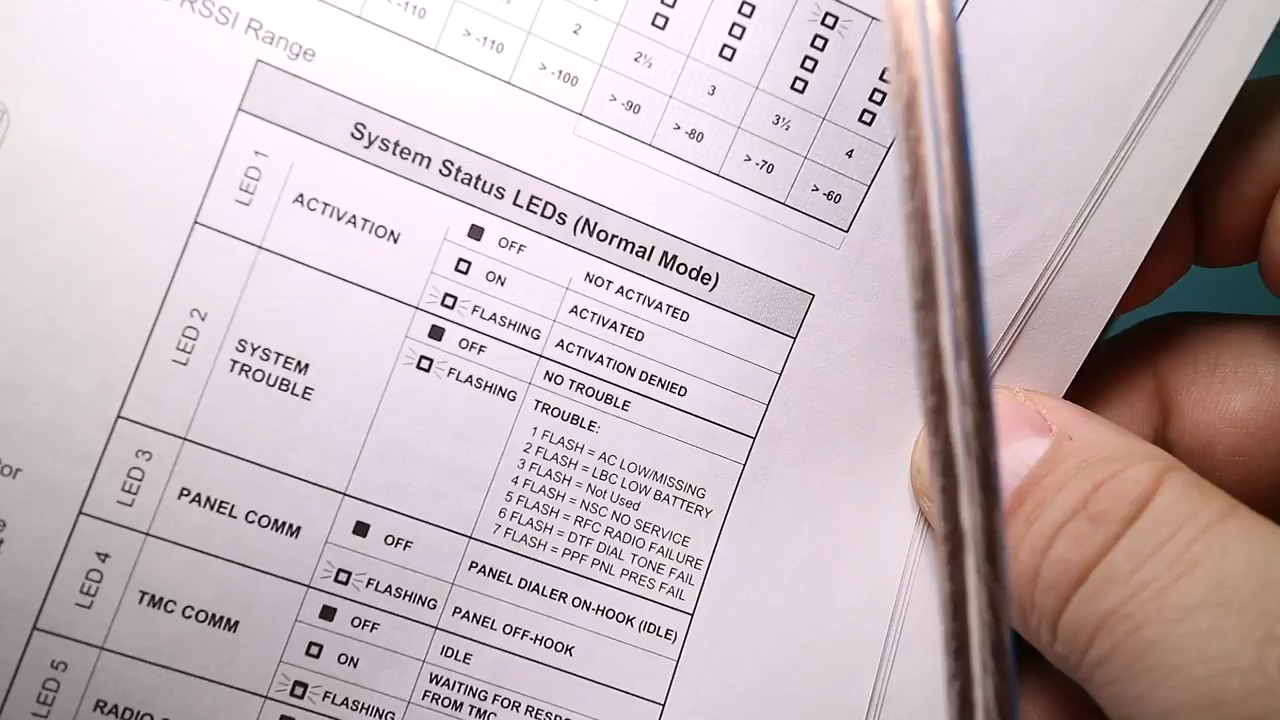 RSSI Range
-110
> -110
2
> -100
2½
> -90
3
> -80
3½
> -70
4
> -60
System Status LEDs (Normal Mode)
LED 1
ACTIVATION
OFF
NOT ACTIVATED
ON
ACTIVATED
FLASHING
ACTIVATION DENIED
LED 2
SYSTEM
TROUBLE
OFF
NO TROUBLE
FLASHING
TROUBLE:
1 FLASH = AC LOW/MISSING
2 FLASH = LBC LOW BATTERY
3 FLASH = Not Used
4 FLASH = NSC NO SERVICE
5 FLASH = RFC RADIO FAILURE
6 FLASH = DTF DIAL TONE FAIL
7 FLASH = PPF PNL PRES FAIL
LED 3
PANEL COMM
OFF
PANEL DIALER ON-HOOK (IDLE)
FLASHING
PANEL OFF-HOOK
LED 4
TMC COMM
OFF
IDLE
ON
WAITING FOR
FROM TMC
FLASHING
LED 5
RADIO